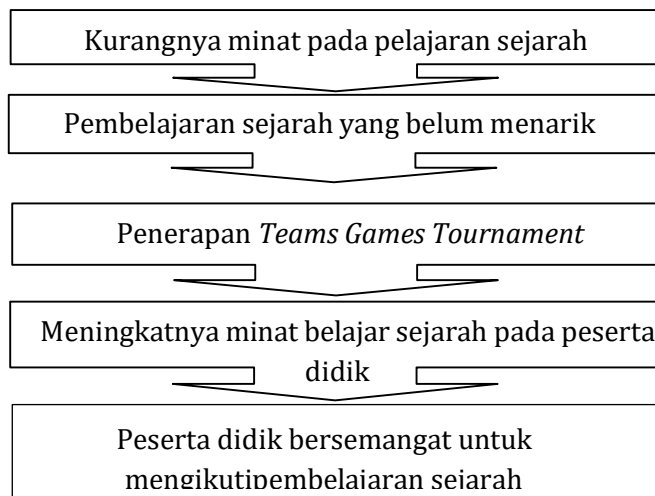 Kurangnya minat pada pelajaran sejarah
Pembelajaran sejarah yang belum menarik
Penerapan Teams Games Tournament
Meningkatnya minat belajar sejarah pada peserta
didik
Peserta didik bersemangat untuk
mengikutipembelajaran sejarah